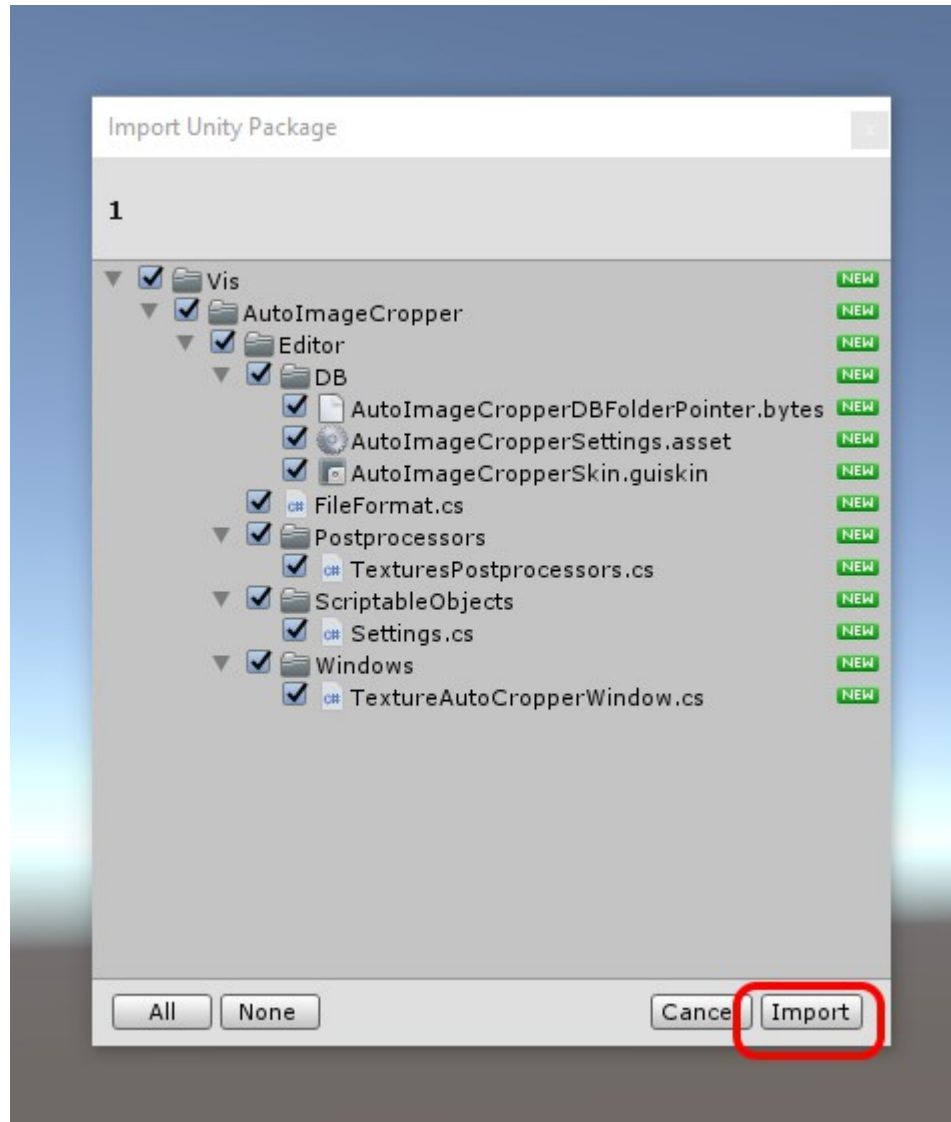 Import Unity Package
x
1
Vis NEW
AutoImageCropper NEW
Editor NEW
DB NEW
AutoImageCropperDBFolderPointer.bytes NEW
AutoImageCropperSettings.asset NEW
AutoImageCropperSkin.guiskin NEW
c# FileFormat.cs NEW
Postprocessors NEW
c# TexturesPostprocessors.cs NEW
ScriptableObjects NEW
c# Settings.cs NEW
Windows NEW
c# TextureAutoCropperWindow.cs NEW
All None Cancel Import